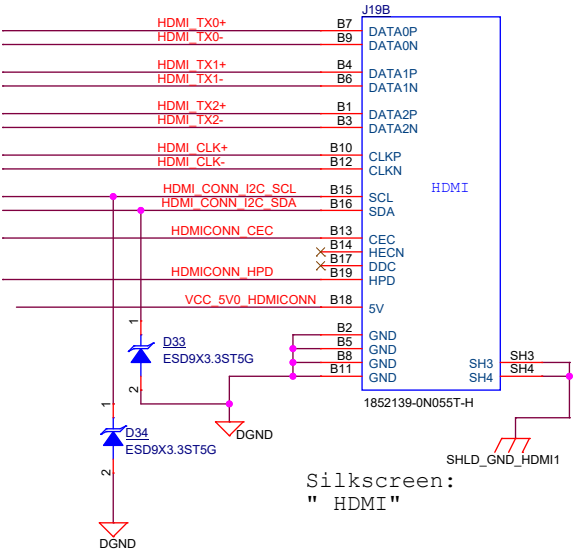 J19B
HDMI_TX0+ B7 DATA0P
HDMI_TX0- B9 DATA0N
HDMI_TX1+ B4 DATA1P
HDMI_TX1- B6 DATA1N
HDMI_TX2+ B1 DATA2P
HDMI_TX2- B3 DATA2N
HDMI_CLK+ B10 CLKP
HDMI_CLK- B12 CLKN
HDMI
HDMI_CONN_I2C_SCL B15 SCL
HDMI_CONN_I2C_SDA B16 SDA
HDMICONN_CEC B13 CEC
B14 HECN
B17 DDC
HDMICONN_HPD B19 HPD
VCC_5V0_HDMICONN B18 5V
B2 GND
B5 GND
B8 GND SH3 SH3
B11 GND SH4 SH4
1852139-0N055T-H
1
D33
ESD9X3.3ST5G
2
DGND
1
D34
ESD9X3.3ST5G
2
DGND
SHLD_GND_HDMI1
Silkscreen:
" HDMI"